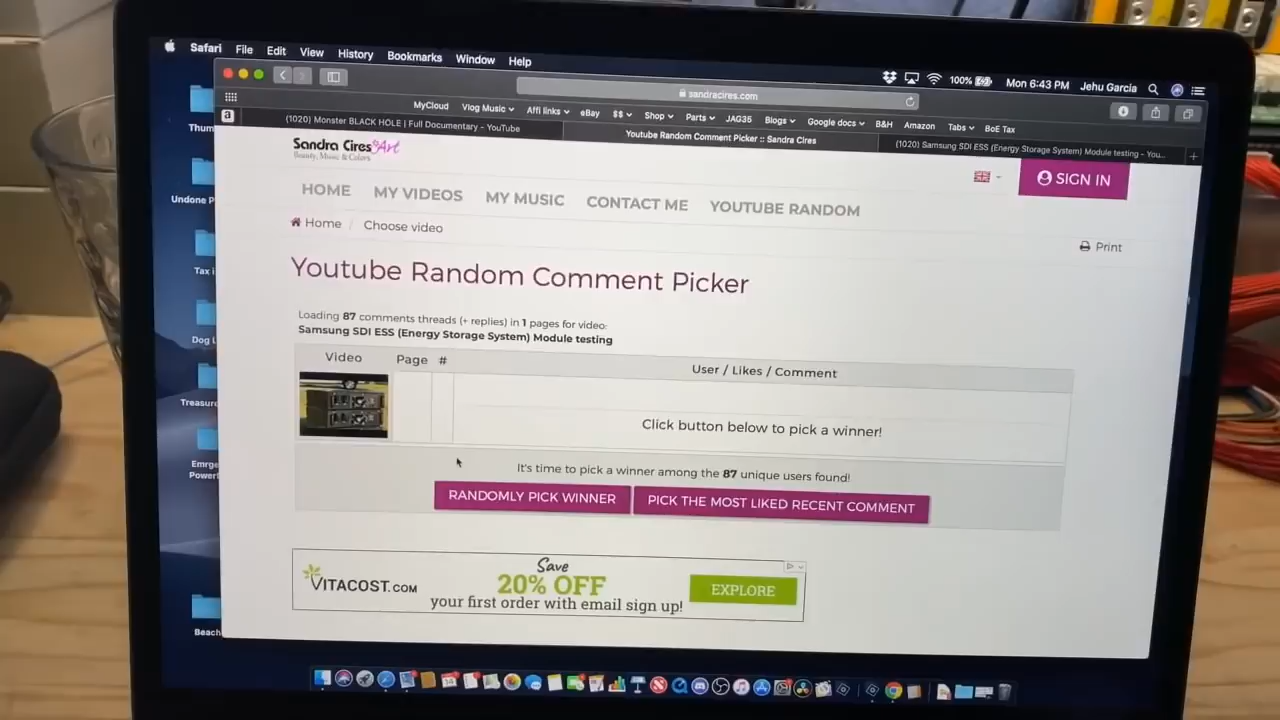 Safari File Edit View History Bookmarks Window Help
100% Mon 6:43 PM Jehu Garcia
sandracires.com
MyCloud Vlog Music Affi links eBay $$ Shop Parts JAG35 Blogs Google docs B&H Amazon Tabs BoE Tax
a (1020) Monster BLACK HOLE | Full Documentary - YouTube
Youtube Random Comment Picker :: Sandra Cires
(1020) Samsung SDI ESS (Energy Storage System) Module testing - You...
Thum
Undone P
Tax i
Dog L
Treasure
Emrge
PowerI
Beach
Sandra Cires Art
Beauty, Music & Colors
SIGN IN
HOME MY VIDEOS MY MUSIC CONTACT ME YOUTUBE RANDOM
Home / Choose video
Print
Youtube Random Comment Picker
Loading 87 comments threads (+ replies) in 1 pages for video:
Samsung SDI ESS (Energy Storage System) Module testing
Video Page # User / Likes / Comment
Click button below to pick a winner!
It's time to pick a winner among the 87 unique users found!
RANDOMLY PICK WINNER PICK THE MOST LIKED RECENT COMMENT
VITACOST.COM
Save
20% OFF
your first order with email sign up!
EXPLORE